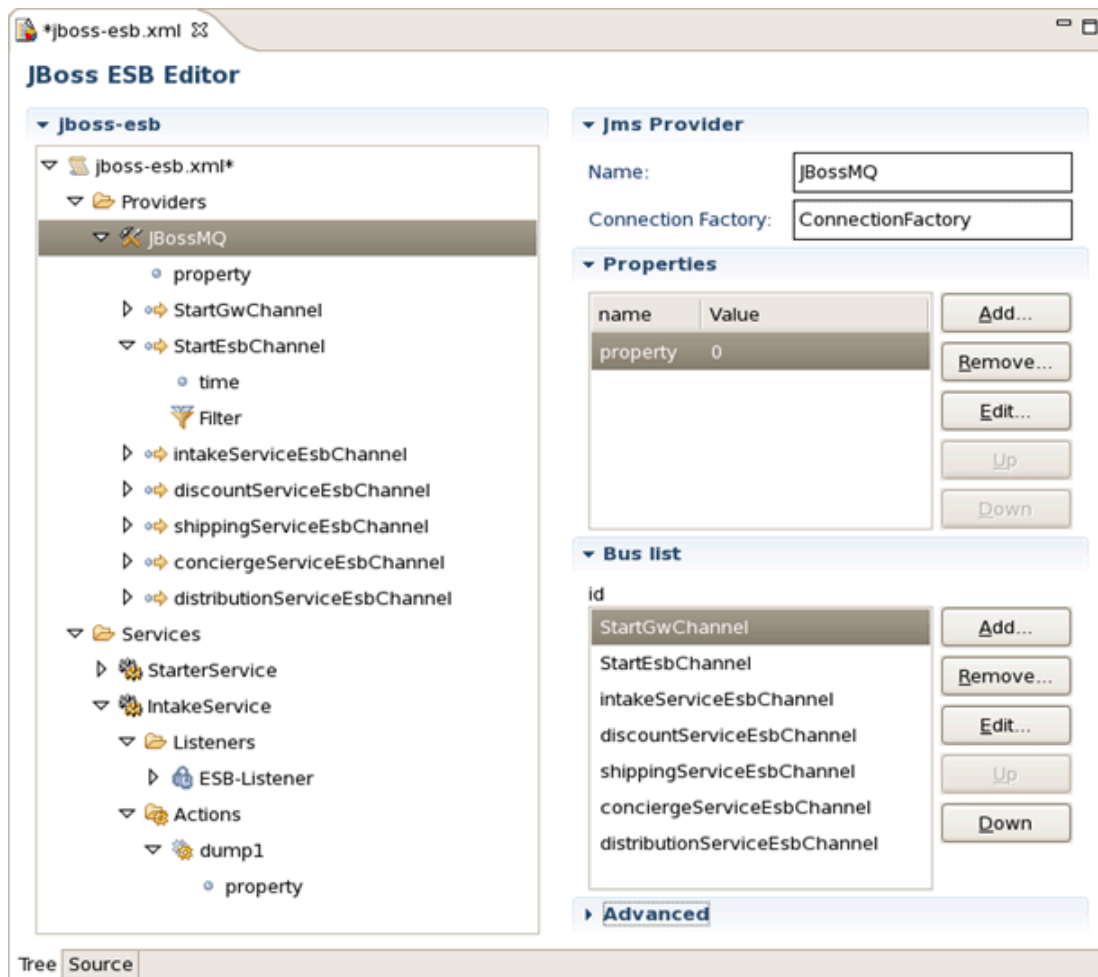 *jboss-esb.xml
JBoss ESB Editor
jboss-esb
jboss-esb.xml*
Providers
JBossMQ
property
StartGwChannel
StartEsbChannel
time
Filter
intakeServiceEsbChannel
discountServiceEsbChannel
shippingServiceEsbChannel
conciergeServiceEsbChannel
distributionServiceEsbChannel
Services
StarterService
IntakeService
Listeners
ESB-Listener
Actions
dump1
property
Jms Provider
Name: JBossMQ
Connection Factory: ConnectionFactory
Properties
name Value
property 0
Add...
Remove...
Edit...
Up
Down
Bus list
id
StartGwChannel
StartEsbChannel
intakeServiceEsbChannel
discountServiceEsbChannel
shippingServiceEsbChannel
conciergeServiceEsbChannel
distributionServiceEsbChannel
Add...
Remove...
Edit...
Up
Down
Advanced
Tree Source